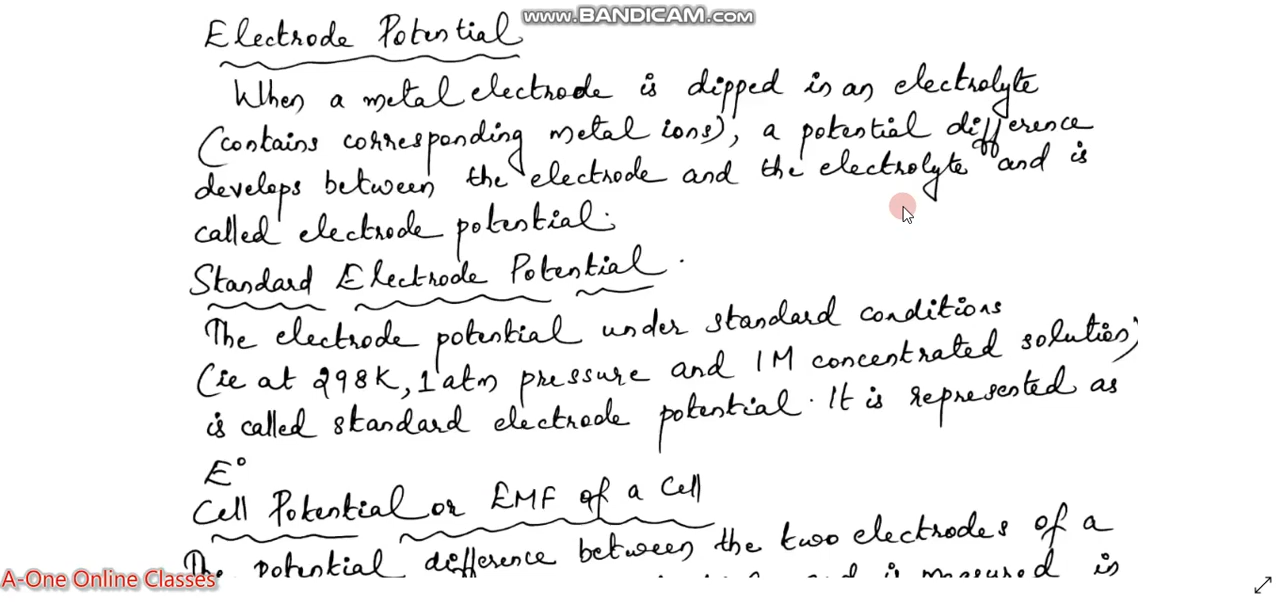 www.BANDICAM.com
Electrode Potential
When a metal electrode is dipped in an electrolyte
(contains corresponding metal ions), a potential difference
develops between the electrode and the electrolyte and is
called electrode potential.
Standard Electrode Potential.
The electrode potential under standard conditions
(ie at 298K, 1 atm pressure and 1M concentrated solution)
is called standard electrode potential. It is represented as
E°
Cell Potential or EMF of a Cell
The potential difference between the two electrodes of a
and is measured in
A-One Online Classes